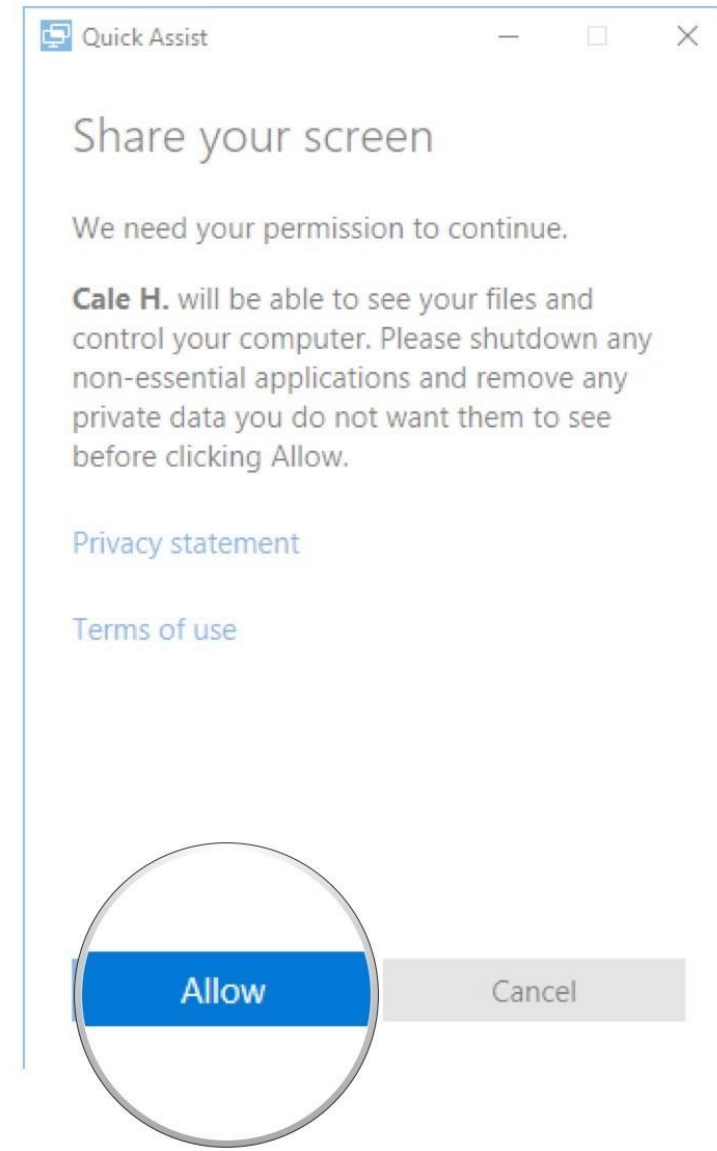 Quick Assist
Share your screen
We need your permission to continue.
Cale H. will be able to see your files and
control your computer. Please shutdown any
non-essential applications and remove any
private data you do not want them to see
before clicking Allow.
Privacy statement
Terms of use
Allow
Cancel